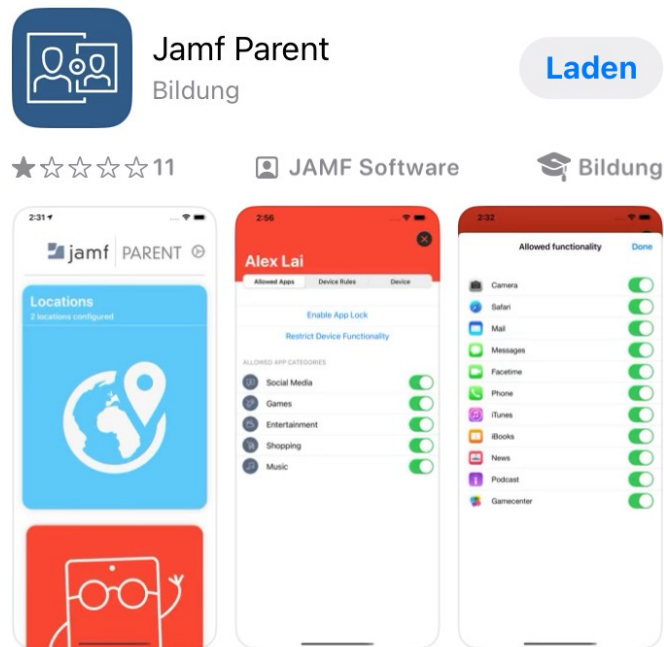 Jamf Parent
Bildung
Laden
11
JAMF Software
Bildung
2:31
jamf PARENT
Locations
2 locations configured
2:56
Alex Lai
Allowed Apps Device Rules Device
Enable App Lock
Restrict Device Functionality
ALLOWED APP CATEGORIES
Social Media
Games
Entertainment
Shopping
Music
2:32
Allowed functionality Done
Camera
Safari
Mail
Messages
Facetime
Phone
iTunes
iBooks
News
Podcast
Gamecenter